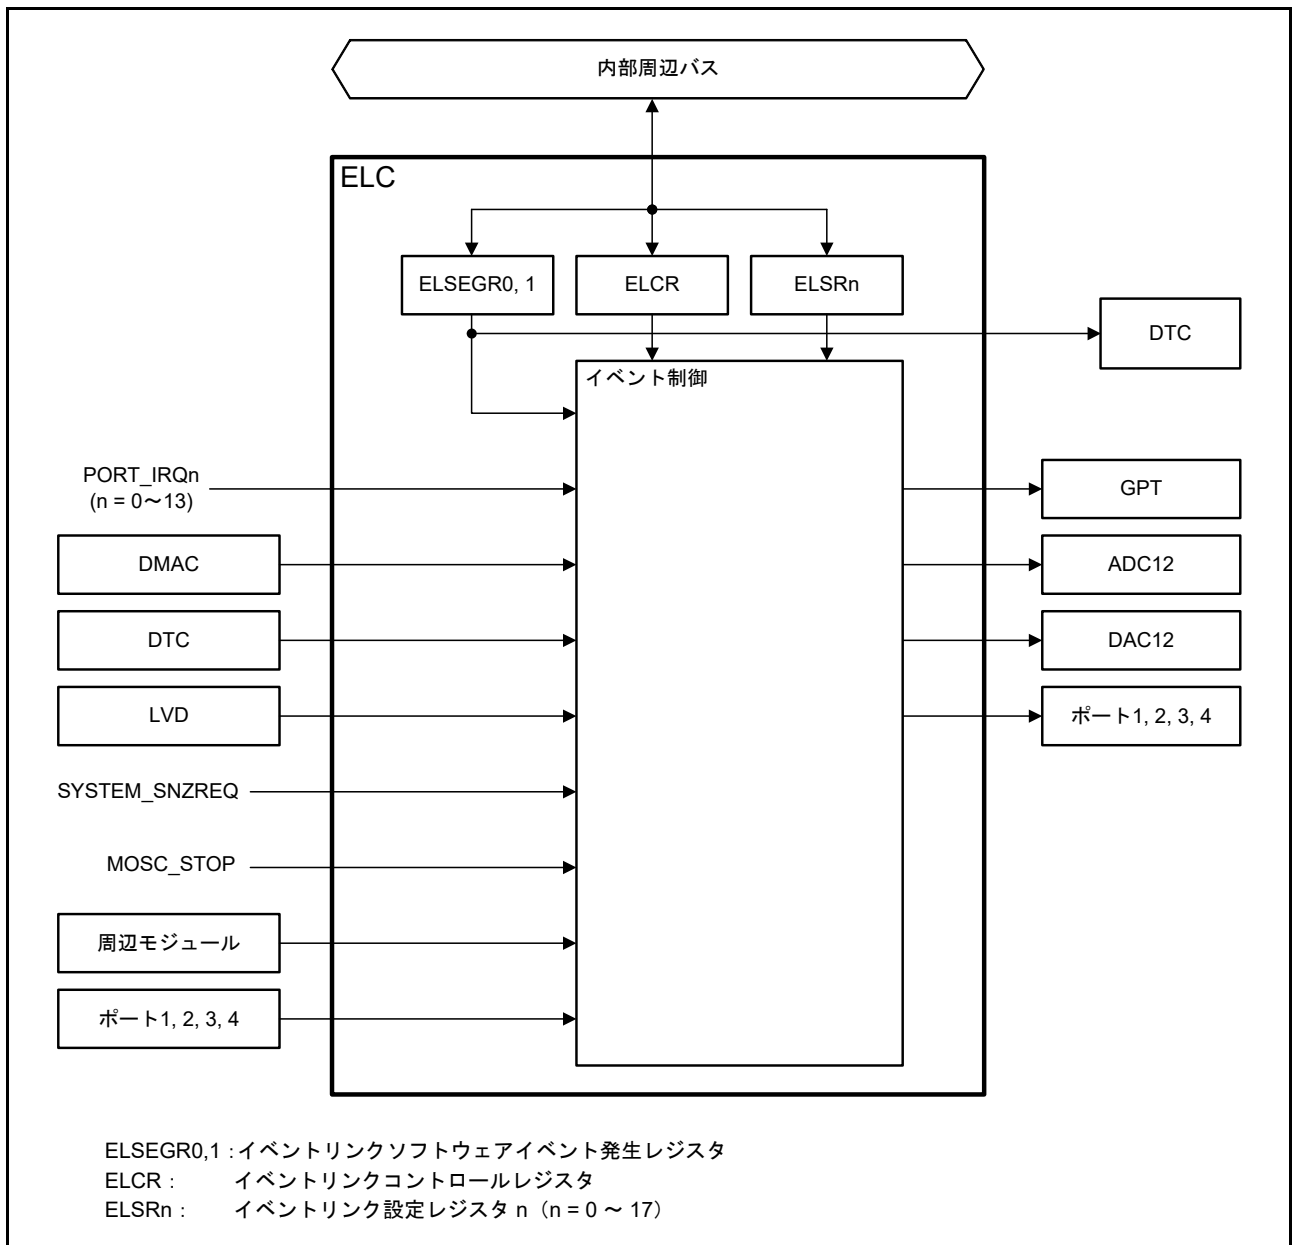 内部周辺バス
ELC
ELSEGR0, 1
ELCR
ELSRn
DTC
イベント制御
PORT_IRQn
(n = 0～13)
GPT
DMAC
ADC12
DTC
DAC12
LVD
ポート1, 2, 3, 4
SYSTEM_SNZREQ
MOSC_STOP
周辺モジュール
ポート1, 2, 3, 4
ELSEGR0,1 : イベントリンクソフトウェアイベント発生レジスタ
ELCR : イベントリンクコントロールレジスタ
ELSRn : イベントリンク設定レジスタ n（n = 0 ～ 17）